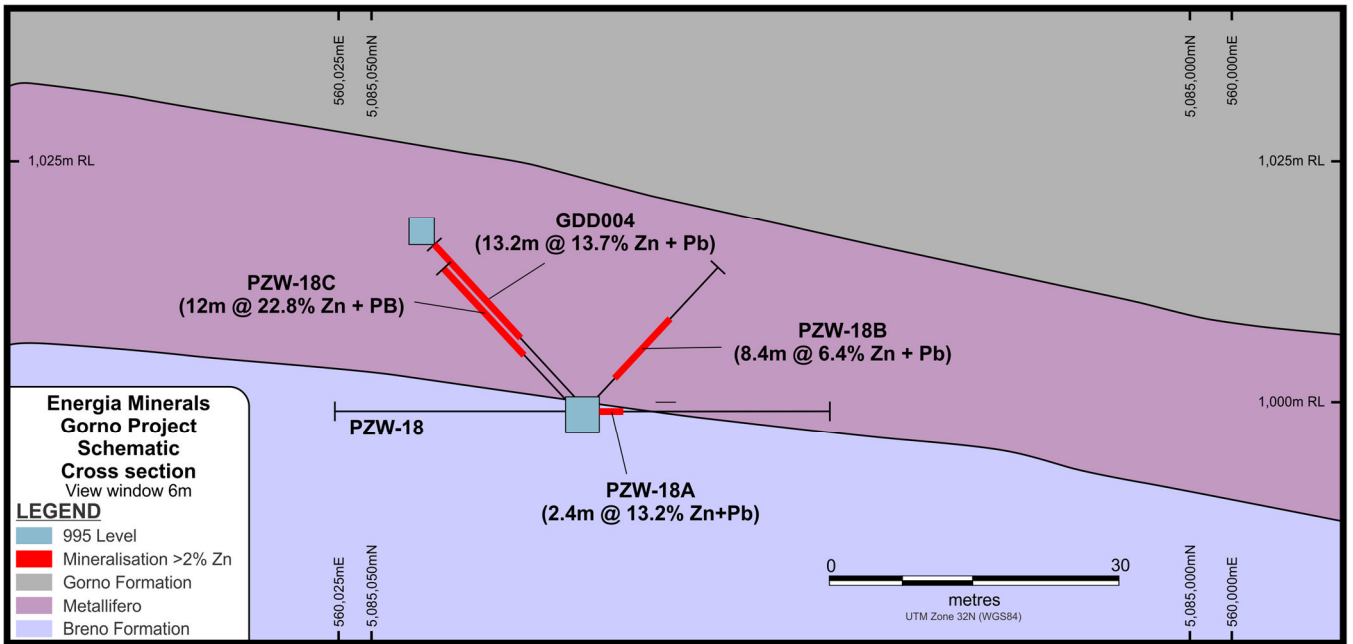 560,025mE
5,085,050mN
5,085,000mN
560,000mE
1,025m RL
1,025m RL
GDD004
(13.2m @ 13.7% Zn + Pb)
PZW-18C
(12m @ 22.8% Zn + PB)
PZW-18B
(8.4m @ 6.4% Zn + Pb)
1,000m RL
PZW-18
PZW-18A
(2.4m @ 13.2% Zn+Pb)
Energia Minerals
Gorno Project
Schematic
Cross section
View window 6m
LEGEND
995 Level
Mineralisation >2% Zn
Gorno Formation
Metallifero
Breno Formation
560,025mE
5,085,050mN
0 30
metres
UTM Zone 32N (WGS84)
5,085,000mN
560,000mE